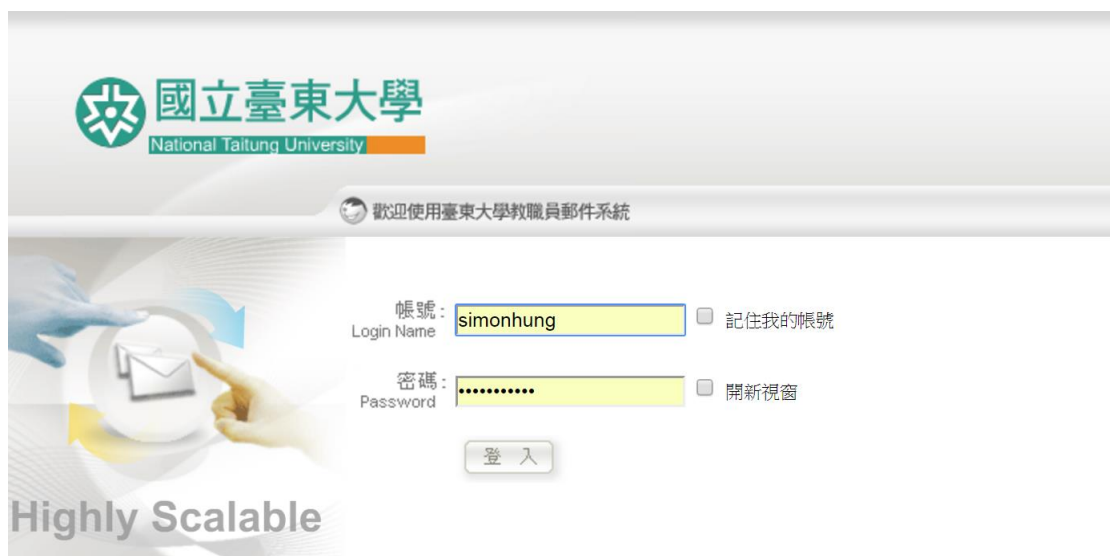 國立臺東大學
National Taitung University
歡迎使用臺東大學教職員郵件系統
帳號:
Login Name
simonhung
記住我的帳號
密碼:
Password
•••••••••••
開新視窗
登 入
Highly Scalable